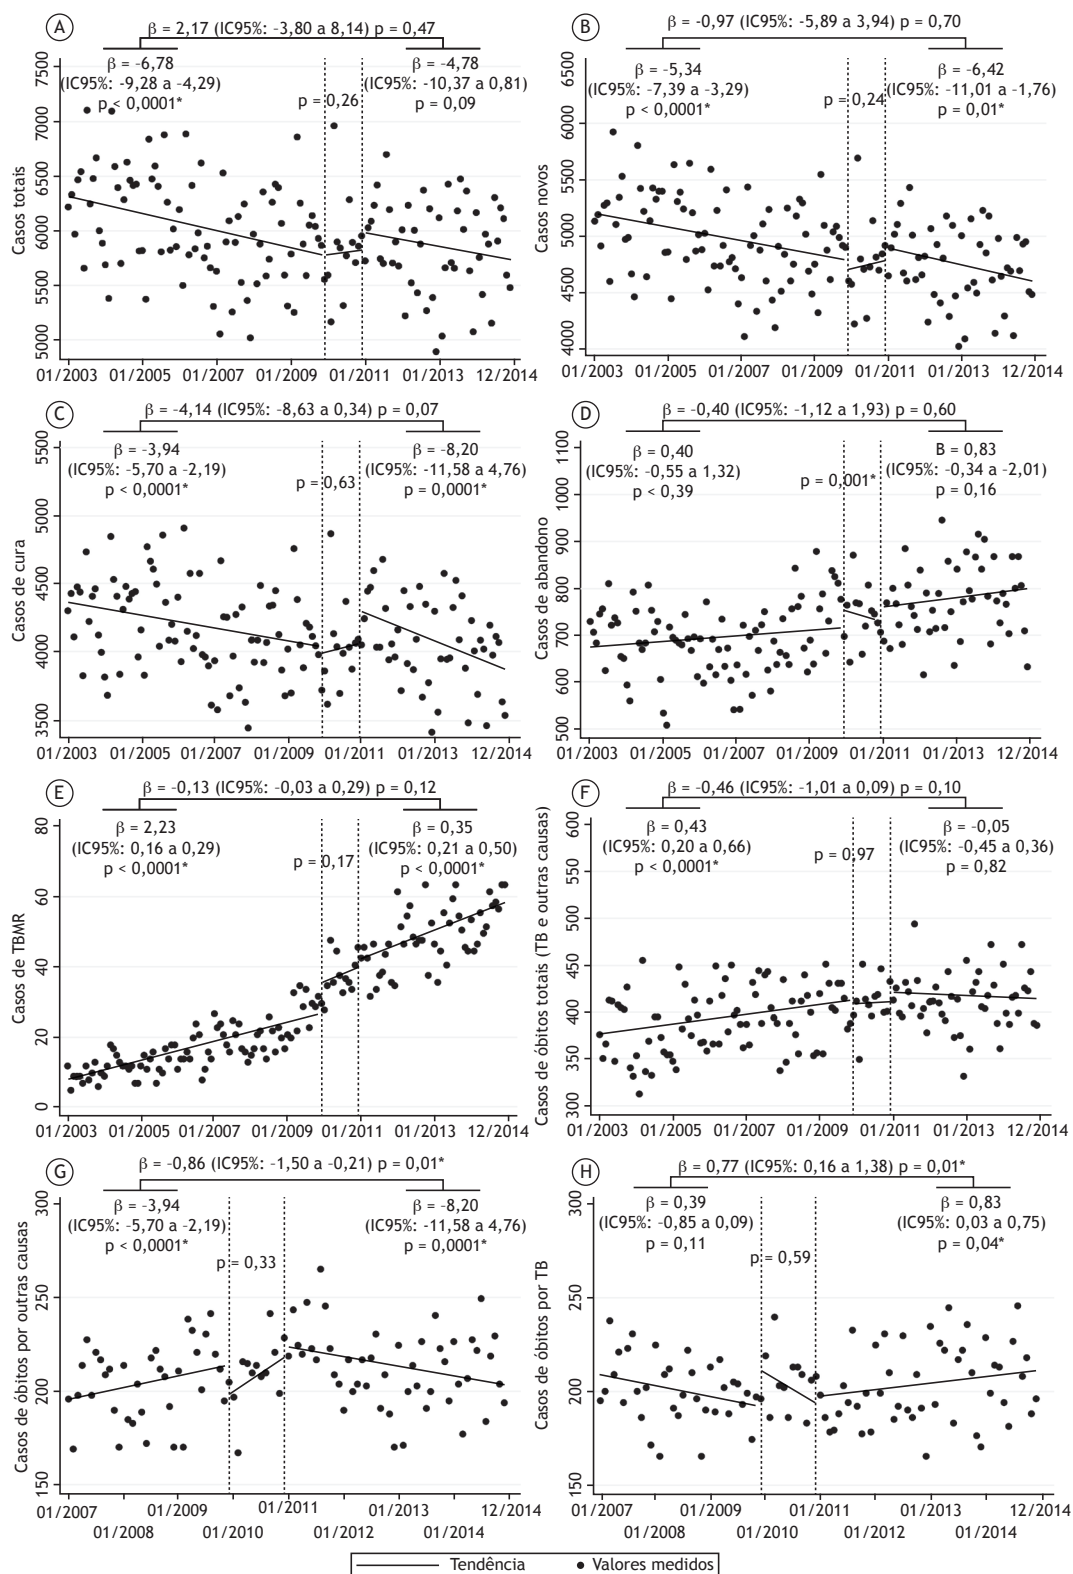 A
β = 2,17 (IC95%: -3,80 a 8,14) p = 0,47
β = -6,78
(IC95%: -9,28 a -4,29)
p < 0,0001*
p = 0,26
β = -4,78
(IC95%: -10,37 a 0,81)
p = 0,09
Casos totais
7500
7000
6500
6000
5500
5000
01/2003 01/2005 01/2007 01/2009 01/2011 01/2013 12/2014
B
β = -0,97 (IC95%: -5,89 a 3,94) p = 0,70
β = -5,34
(IC95%: -7,39 a -3,29)
p < 0,0001*
p = 0,24
β = -6,42
(IC95%: -11,01 a -1,76)
p = 0,01*
Casos novos
6500
6000
5500
5000
4500
4000
01/2003 01/2005 01/2007 01/2009 01/2011 01/2013 12/2014
C
β = -4,14 (IC95%: -8,63 a 0,34) p = 0,07
β = -3,94
(IC95%: -5,70 a -2,19)
p < 0,0001*
p = 0,63
β = -8,20
(IC95%: -11,58 a 4,76)
p = 0,0001*
Casos de cura
5500
5000
4500
4000
3500
01/2003 01/2005 01/2007 01/2009 01/2011 01/2013 12/2014
D
β = -0,40 (IC95%: -1,12 a 1,93) p = 0,60
β = 0,40
(IC95%: -0,55 a 1,32)
p < 0,39
p = 0,001*
B = 0,83
(IC95%: -0,34 a -2,01)
p = 0,16
Casos de abandono
1100
1000
900
800
700
600
500
01/2003 01/2005 01/2007 01/2009 01/2011 01/2013 12/2014
E
β = -0,13 (IC95%: -0,03 a 0,29) p = 0,12
β = 2,23
(IC95%: 0,16 a 0,29)
p < 0,0001*
p = 0,17
β = 0,35
(IC95%: 0,21 a 0,50)
p < 0,0001*
Casos de TBMR
80
60
40
20
0
01/2003 01/2005 01/2007 01/2009 01/2011 01/2013 12/2014
F
β = -0,46 (IC95%: -1,01 a 0,09) p = 0,10
β = 0,43
(IC95%: 0,20 a 0,66)
p < 0,0001*
p = 0,97
β = -0,05
(IC95%: -0,45 a 0,36)
p = 0,82
Casos de óbitos totais (TB e outras causas)
600
550
500
450
400
350
300
01/2003 01/2005 01/2007 01/2009 01/2011 01/2013 12/2014
G
β = -0,86 (IC95%: -1,50 a -0,21) p = 0,01*
β = -3,94
(IC95%: -5,70 a -2,19)
p < 0,0001*
p = 0,33
β = -8,20
(IC95%: -11,58 a 4,76)
p = 0,0001*
Casos de óbitos por outras causas
300
250
200
150
01/2007 01/2009 01/2011 01/2013 12/2014
01/2008 01/2010 01/2012 01/2014
H
β = 0,77 (IC95%: 0,16 a 1,38) p = 0,01*
β = 0,39
(IC95%: -0,85 a 0,09)
p = 0,11
p = 0,59
β = 0,83
(IC95%: 0,03 a 0,75)
p = 0,04*
Casos de obitos por TB
300
250
200
150
01/2007 01/2009 01/2011 01/2013 12/2014
01/2008 01/2010 01/2012 01/2014
Tendência
Valores medidos